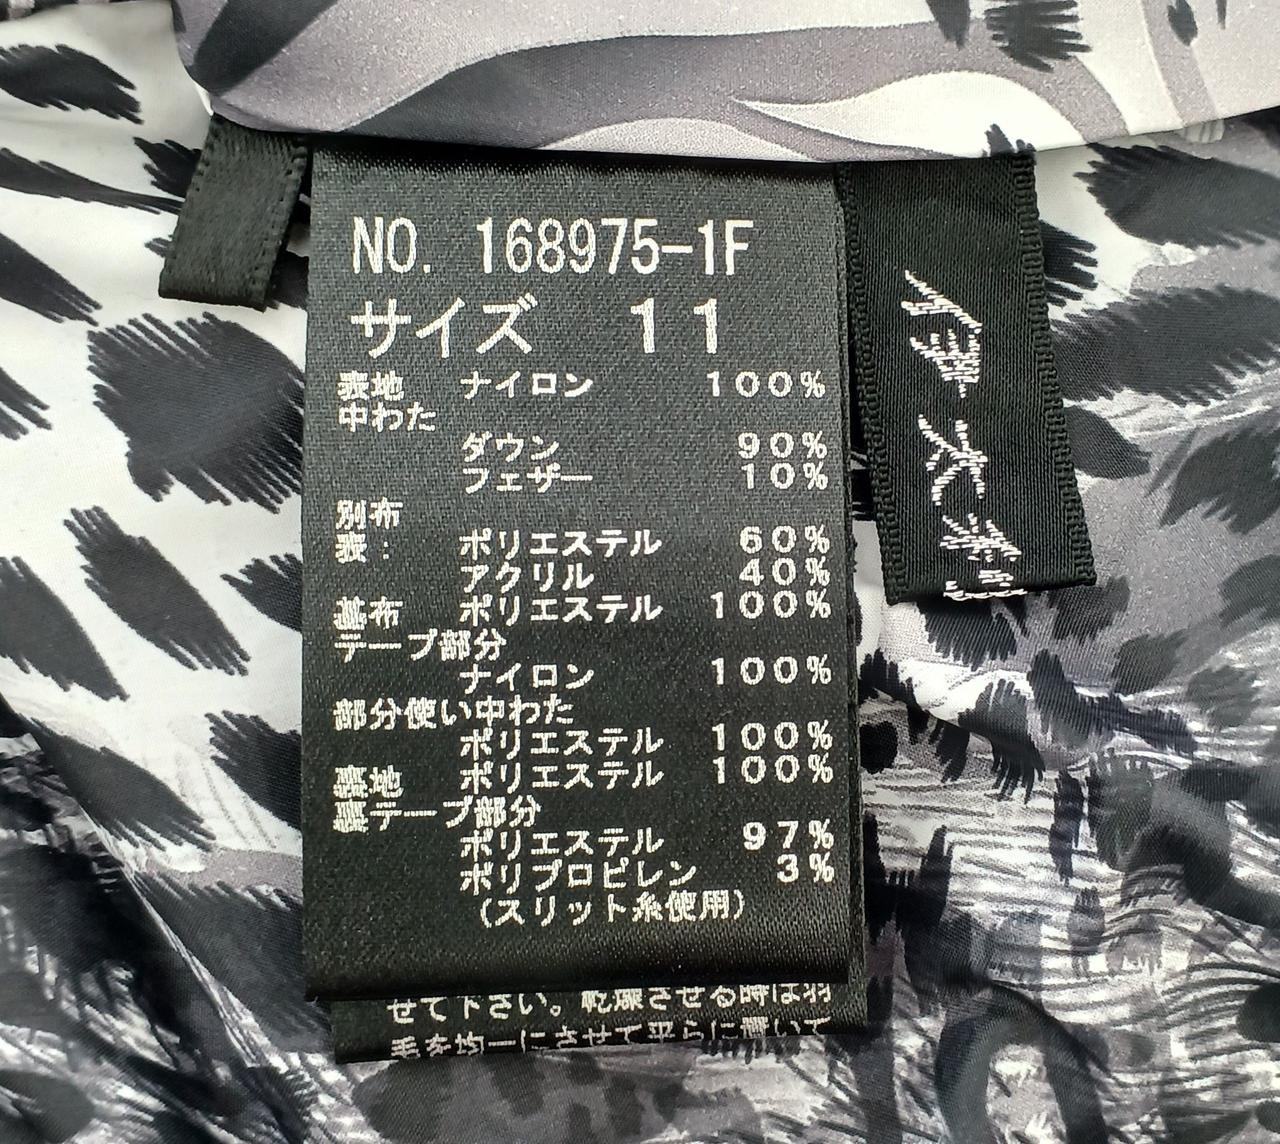 NO. 168975-1F
サイズ 11
表地 ナイロン 100%
中わた
ダウン 90%
フェザー 10%
別布
表: ポリエステル 60%
アクリル 40%
基布 ポリエステル 100%
テープ部分
ナイロン 100%
部分使い中わた
ポリエステル 100%
裏地 ポリエステル 100%
裏テープ部分
ポリエステル 97%
ポリプロピレン 3%
(スリット糸使用)
せて下さい。乾燥させる時は羽
毛を均一にさせて平らに置いて